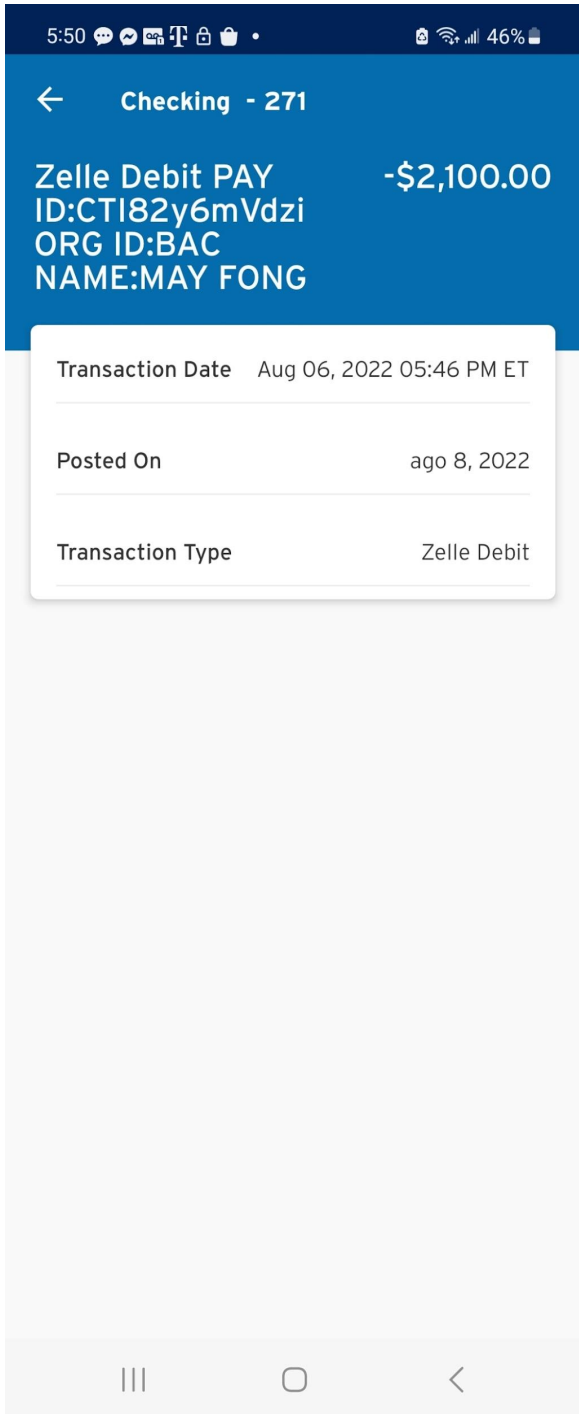 5:50 46%
Checking - 271
Zelle Debit PAY -$2,100.00
ID:CTI82y6mVdzi
ORG ID:BAC
NAME:MAY FONG
Transaction Date Aug 06, 2022 05:46 PM ET
Posted On ago 8, 2022
Transaction Type Zelle Debit